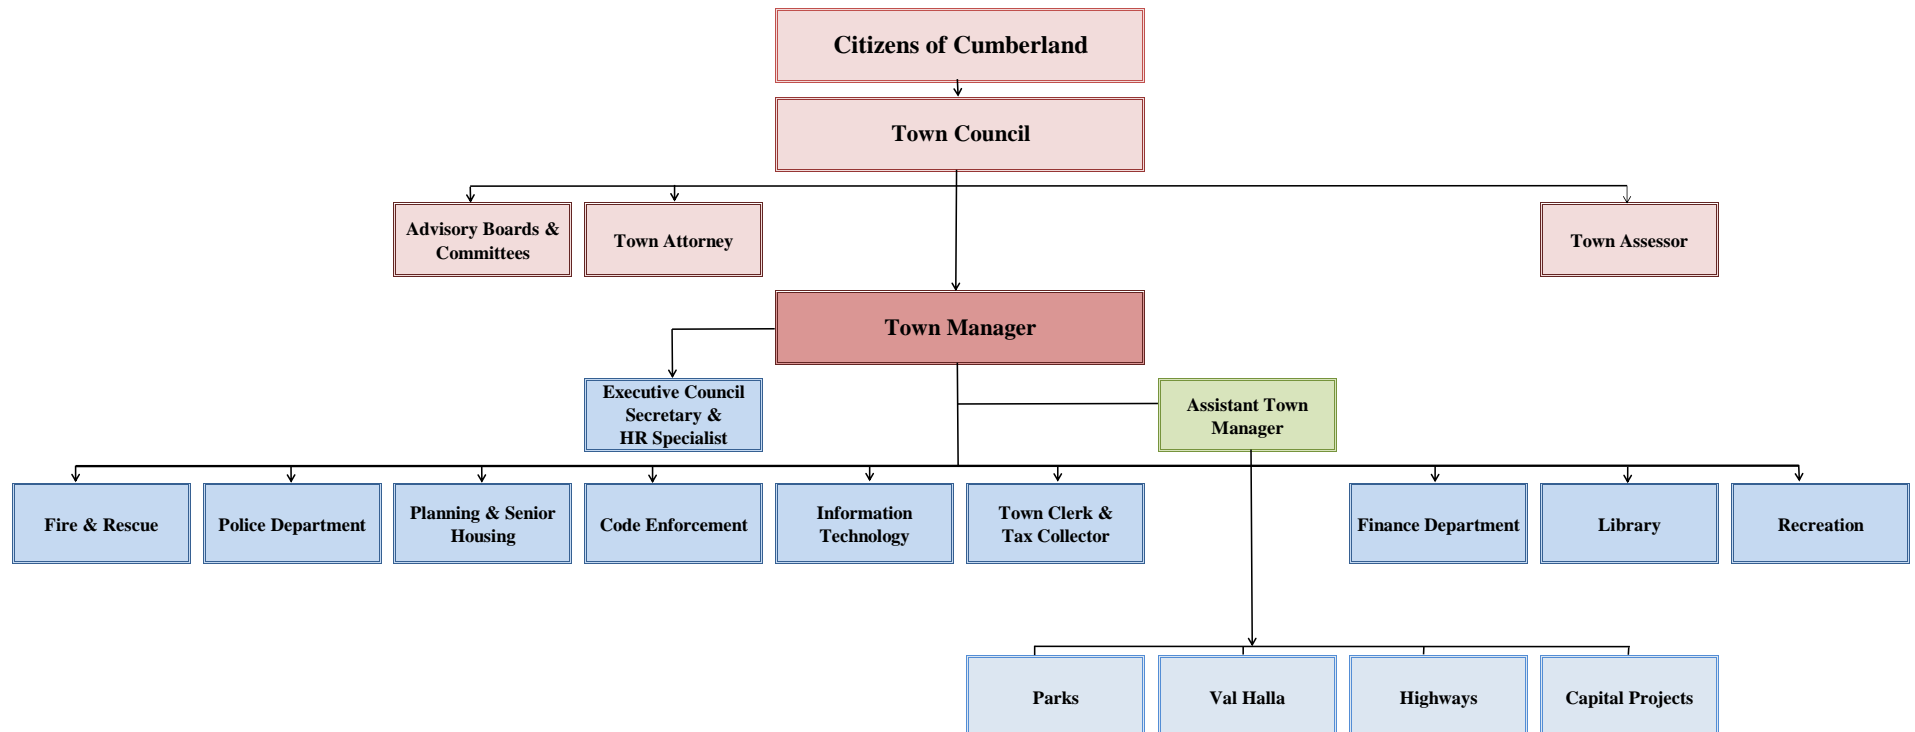 Citizens of Cumberland
Town Council
Advisory Boards &
Committees
Town Attorney
Town Assessor
Town Manager
Executive Council
Secretary &
HR Specialist
Assistant Town
Manager
Fire & Rescue
Police Department
Planning & Senior
Housing
Code Enforcement
Information
Technology
Town Clerk &
Tax Collector
Finance Department
Library
Recreation
Parks
Val Halla
Highways
Capital Projects